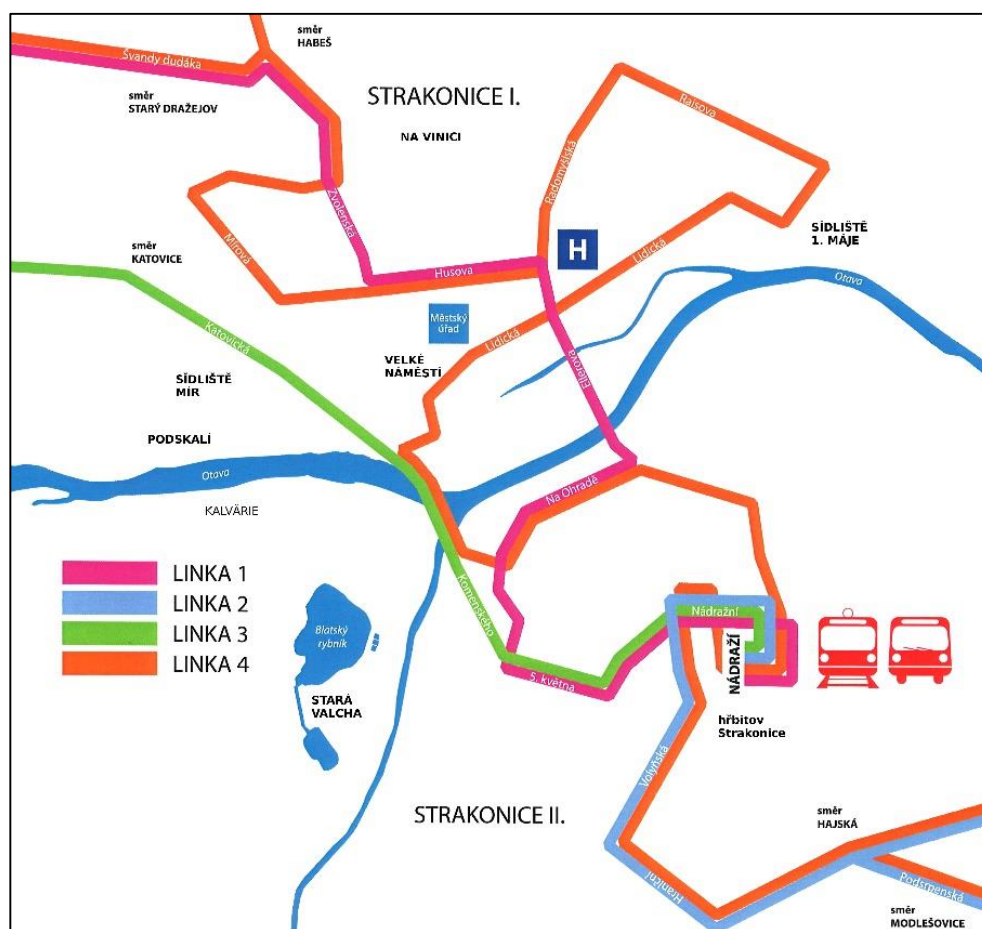 Švandy dudáka
směr
HABEŠ
směr
STARÝ DRAŽEJOV
STRAKONICE I.
NA VINICI
Raisova
Radomyšlská
Zvolenská
Mírová
směr
KATOVICE
Husova
H
Lidická
SÍDLIŠTĚ
1. MÁJE
Otava
Městský
úřad
Lidická
Katovická
VELKÉ
NÁMĚSTÍ
Ellerova
SÍDLIŠTĚ
MÍR
PODSKALÍ
Otava
KALVÁRIE
Na Ohradě
LINKA 1
LINKA 2
LINKA 3
LINKA 4
Komenského
Blatský
rybník
STARÁ
VALCHA
5. května
Nádražní
NÁDRAŽÍ
hřbitov
Strakonice
Volyňská
STRAKONICE II.
směr
HAJSKÁ
Hraniční
Podsrpenská
směr
MODLEŠOVICE